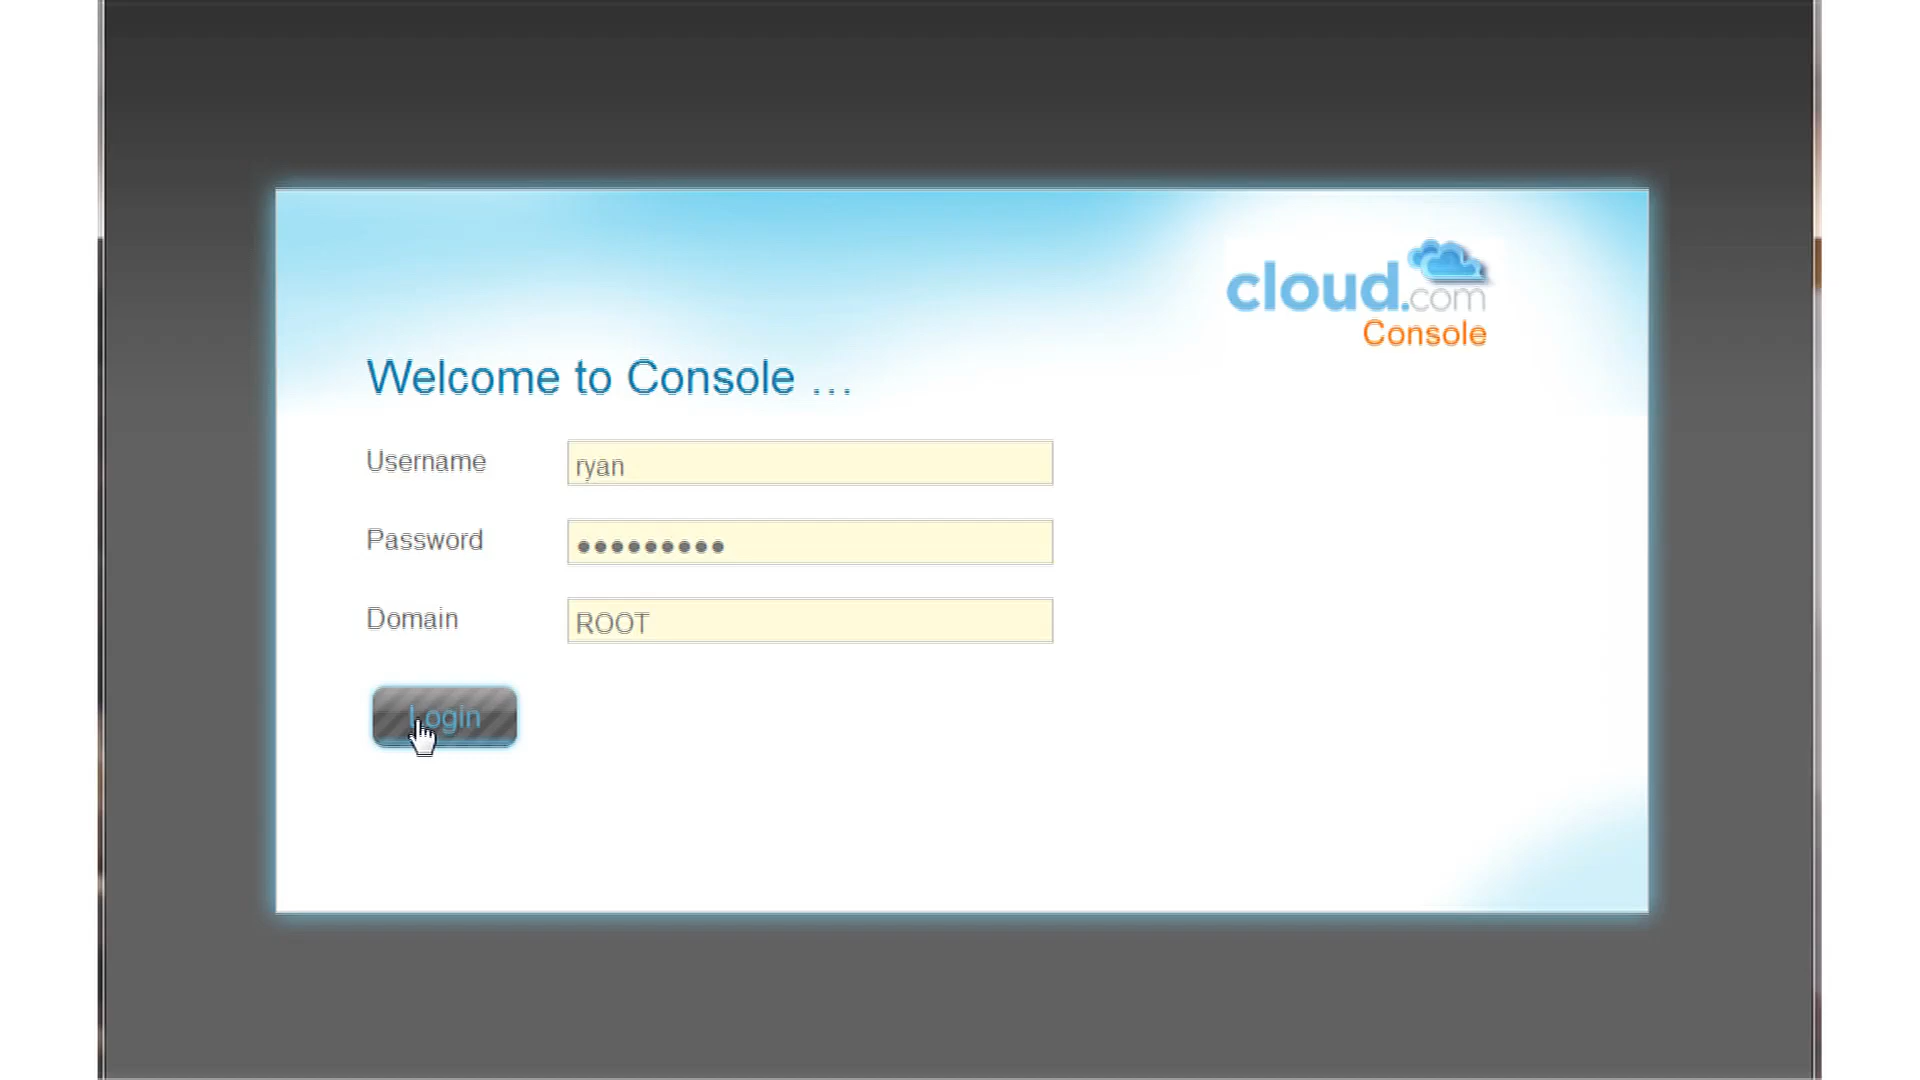 cloud.com
Console
Welcome to Console ...
Username
ryan
Password
●●●●●●●●●
Domain
ROOT
Login